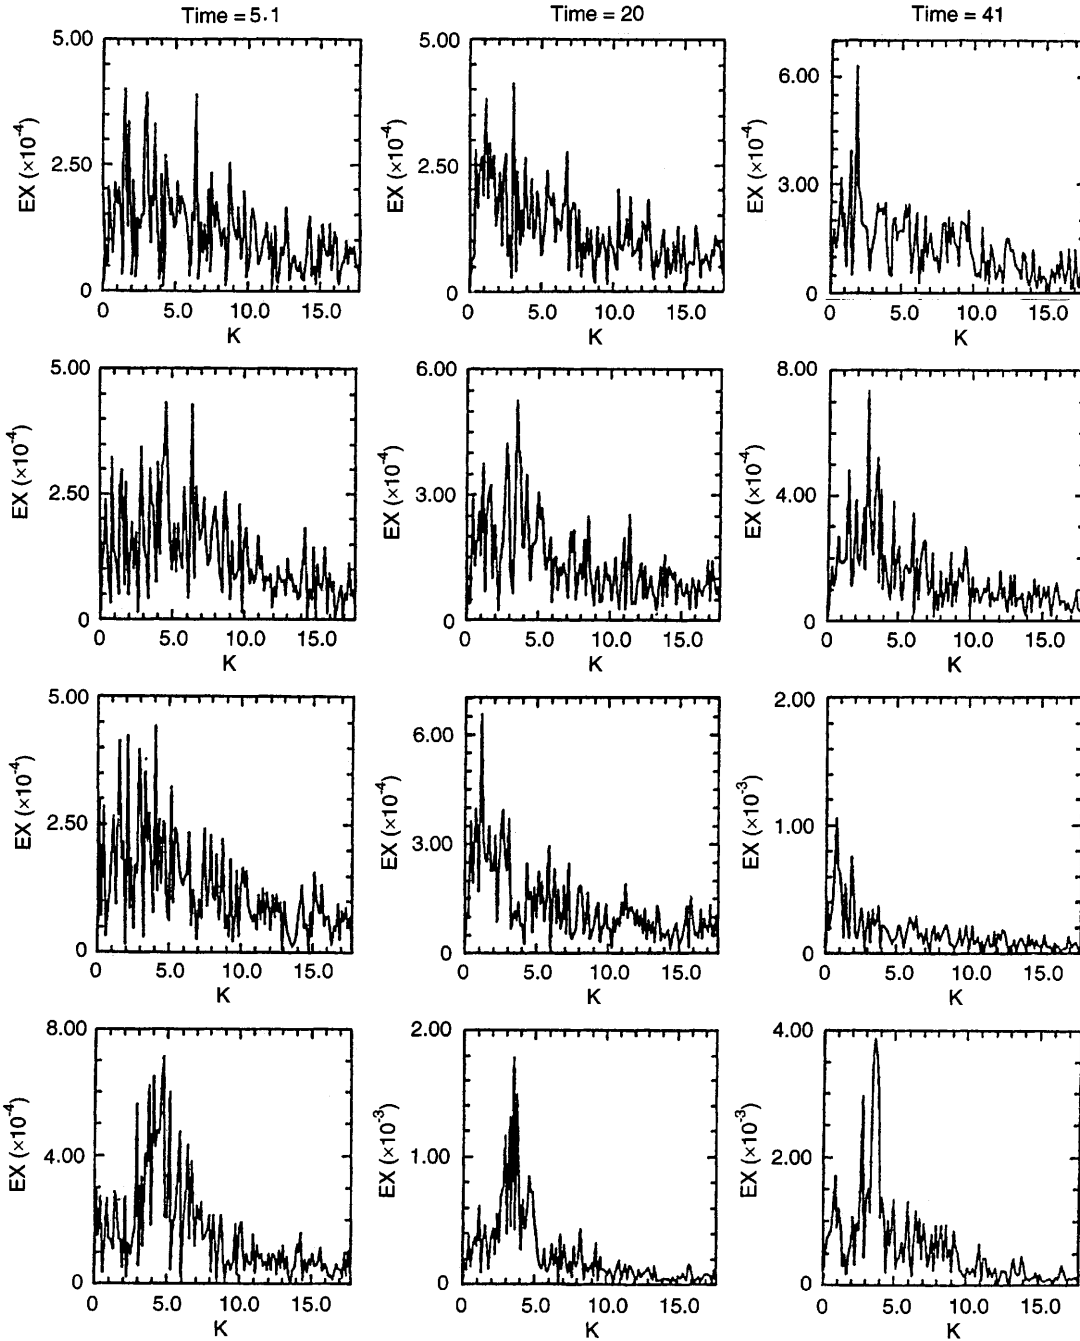 Time = 5.1 Time = 20 Time = 41
5.00 5.00 6.00
2.50 2.50 3.00
0 0 0
EX (×10-4) EX (×10-4) EX (×10-4)
0 5.0 10.0 15.0 0 5.0 10.0 15.0 0 5.0 10.0 15.0
K K K
5.00 6.00 8.00
2.50 3.00 4.00
0 0 0
EX (×10-4) EX (×10-4) EX (×10-4)
0 5.0 10.0 15.0 0 5.0 10.0 15.0 0 5.0 10.0 15.0
K K K
5.00 6.00 2.00
2.50 3.00 1.00
0 0 0
EX (×10-4) EX (×10-4) EX (×10-3)
0 5.0 10.0 15.0 0 5.0 10.0 15.0 0 5.0 10.0 15.0
K K K
8.00 2.00 4.00
4.00 1.00 2.00
0 0 0
EX (×10-4) EX (×10-3) EX (×10-3)
0 5.0 10.0 15.0 0 5.0 10.0 15.0 0 5.0 10.0 15.0
K K K